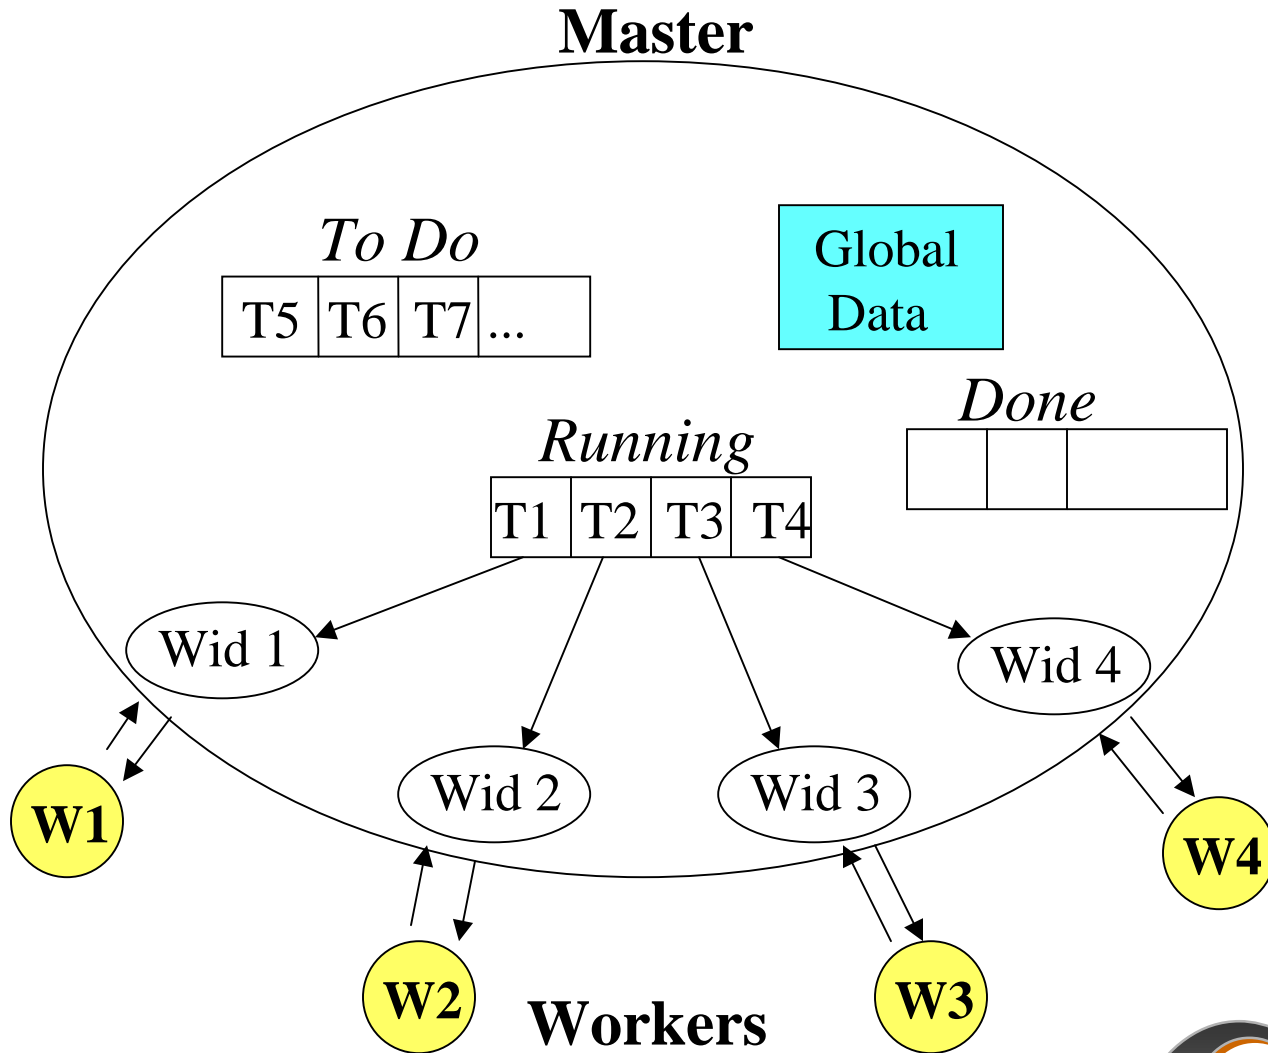 Master
To Do
T5 T6 T7 ...
Global
Data
Done
Running
T1 T2 T3 T4
Wid 1
Wid 4
Wid 2
Wid 3
W1
W4
W2
W3
Workers